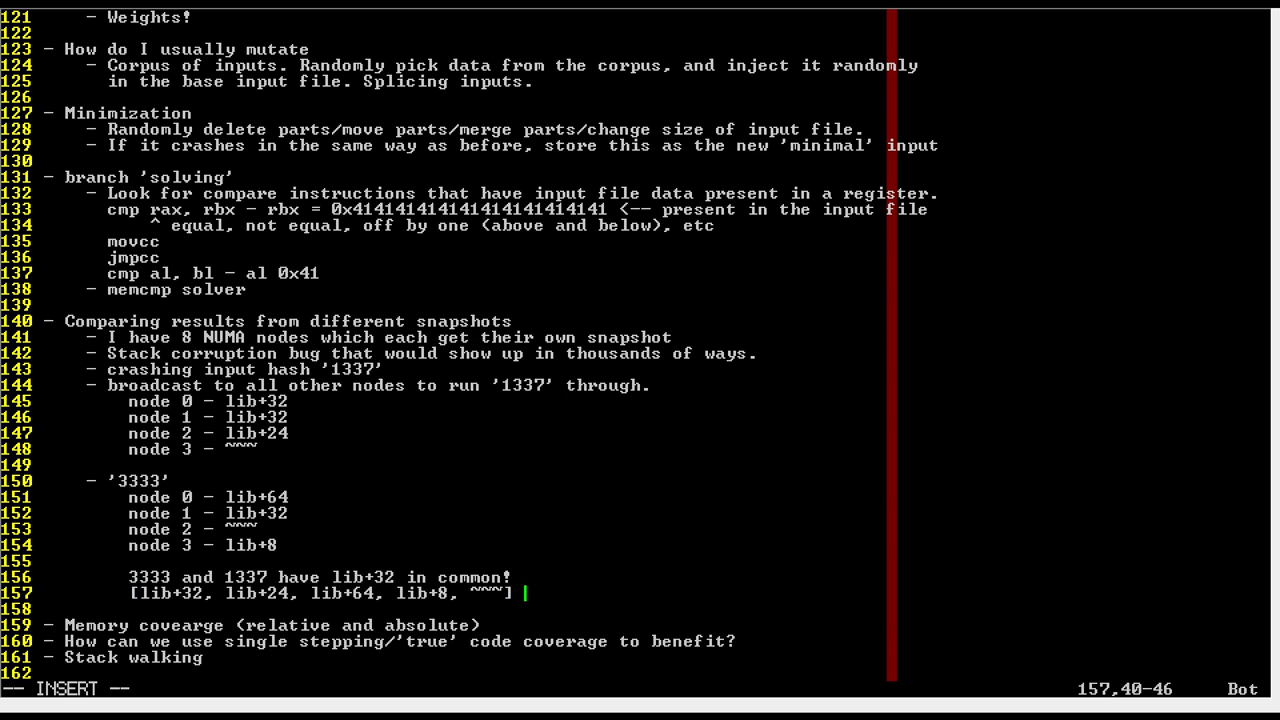 121     - Weights!
122
123 - How do I usually mutate
124     - Corpus of inputs. Randomly pick data from the corpus, and inject it randomly
125       in the base input file. Splicing inputs.
126
127 - Minimization
128     - Randomly delete parts/move parts/merge parts/change size of input file.
129     - If it crashes in the same way as before, store this as the new 'minimal' input
130
131 - branch 'solving'
132     - Look for compare instructions that have input file data present in a register.
133       cmp rax, rbx - rbx = 0x414141414141414141414141 <-- present in the input file
134             ^ equal, not equal, off by one (above and below), etc
135       movcc
136       jmpcc
137       cmp al, bl - al 0x41
138     - memcmp solver
139
140 - Comparing results from different snapshots
141     - I have 8 NUMA nodes which each get their own snapshot
142     - Stack corruption bug that would show up in thousands of ways.
143     - crashing input hash '1337'
144     - broadcast to all other nodes to run '1337' through.
145         node 0 - lib+32
146         node 1 - lib+32
147         node 2 - lib+24
148         node 3 - ~~~
149
150     - '3333'
151         node 0 - lib+64
152         node 1 - lib+32
153         node 2 - ~~~
154         node 3 - lib+8
155
156         3333 and 1337 have lib+32 in common!
157         [lib+32, lib+24, lib+64, lib+8, ~~~]
158
159 - Memory covearge (relative and absolute)
160 - How can we use single stepping/'true' code coverage to benefit?
161 - Stack walking
162
-- INSERT -- 157,40-46 Bot